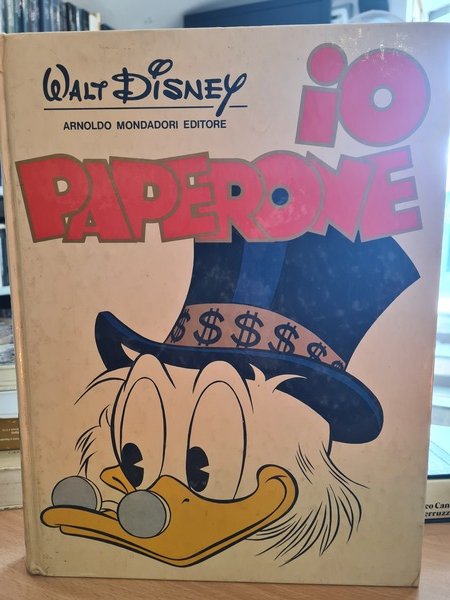 WALT DISNEY
ARNOLDO MONDADORI EDITORE
iO
PAPERONE
$ $ $ $ $ $ $